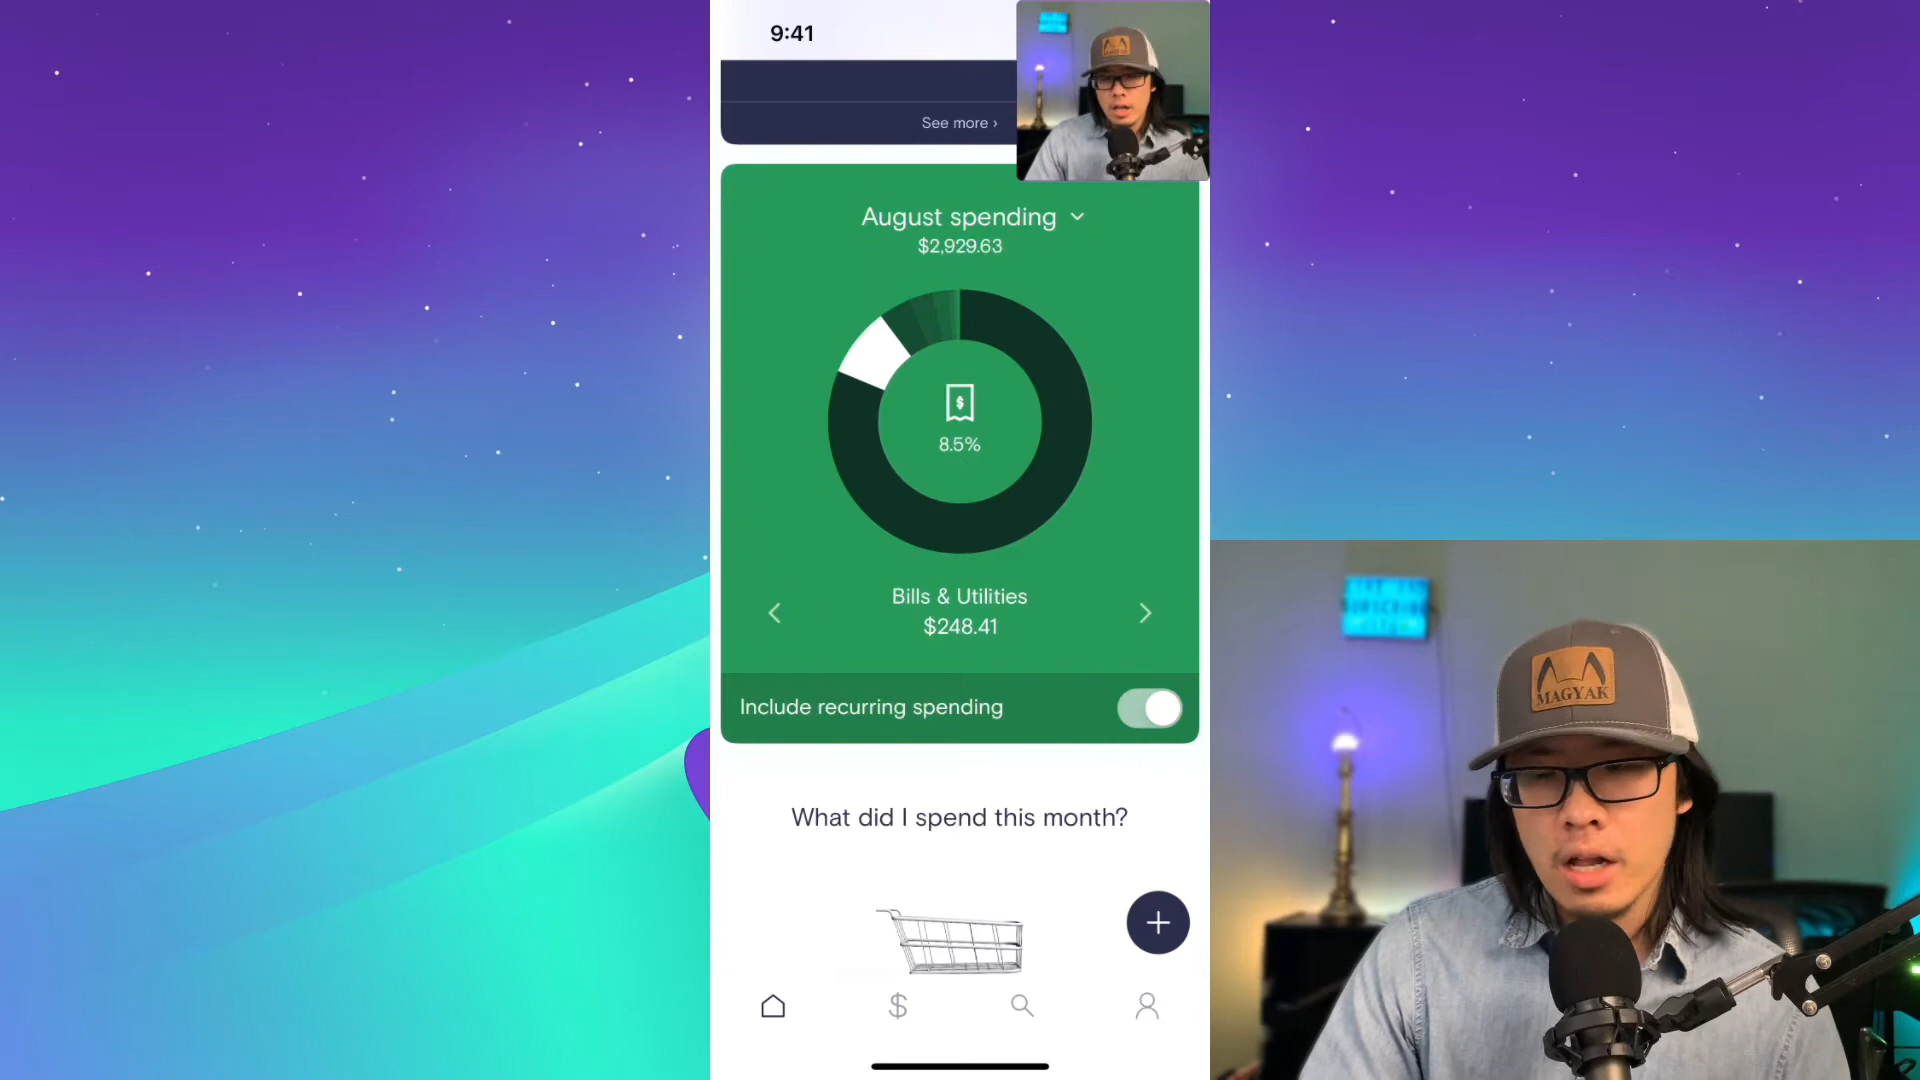 9:41
See more ›
August spending
$2,929.63
$
8.5%
Bills & Utilities
$248.41
Include recurring spending
What did I spend this month?
MAGYAK
SUBSCRIBE